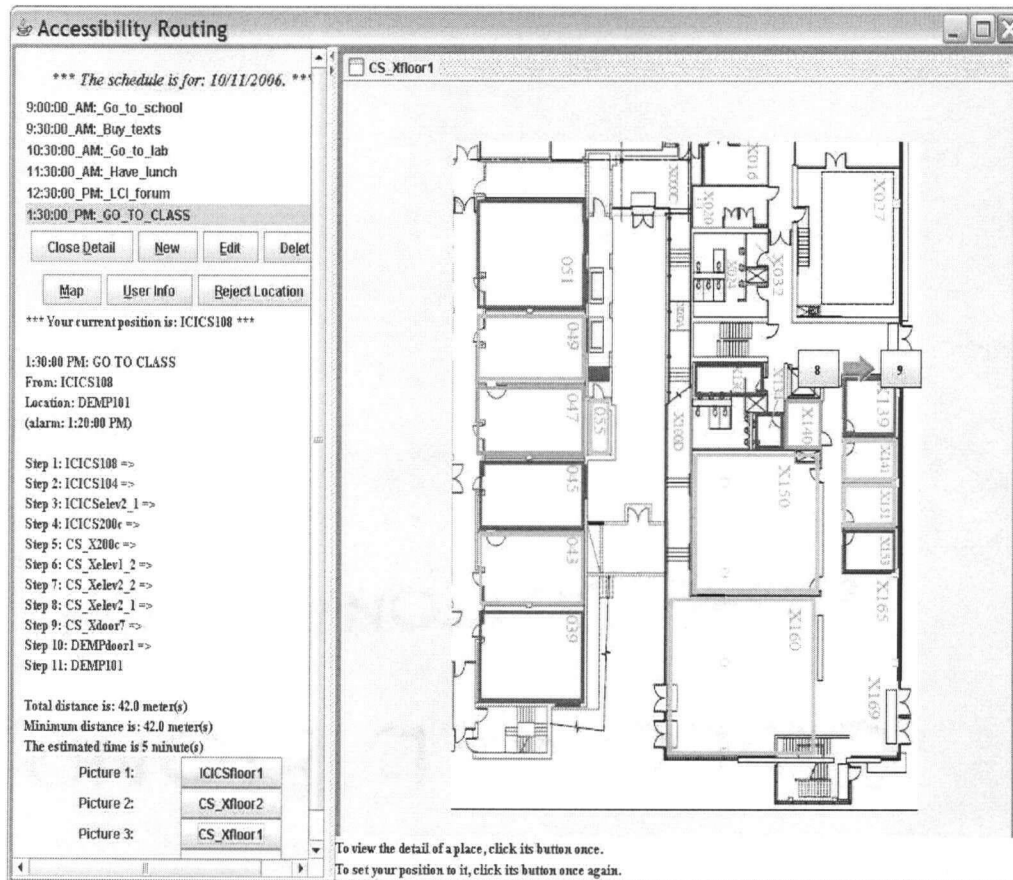 Accessibility Routing
*** The schedule is for: 10/11/2006. ***
9:00:00_AM:_Go_to_school
9:30:00_AM:_Buy_texts
10:30:00_AM:_Go_to_lab
11:30:00_AM:_Have_lunch
12:30:00_PM:_LCI_forum
1:30:00_PM:_GO_TO_CLASS
Close Detail New Edit Delet
Map User Info Reject Location
*** Your current position is: ICICS108 ***
1:30:00 PM: GO TO CLASS
From: ICICS108
Location: DEMP101
(alarm: 1:20:00 PM)
Step 1: ICICS108 =>
Step 2: ICICS104 =>
Step 3: ICICSelev2_1 =>
Step 4: ICICS200c =>
Step 5: CS_X200c =>
Step 6: CS_Xelev1_2 =>
Step 7: CS_Xelev2_2 =>
Step 8: CS_Xelev2_1 =>
Step 9: CS_Xdoor7 =>
Step 10: DEMPdoor1 =>
Step 11: DEMP101
Total distance is: 42.0 meter(s)
Minimum distance is: 42.0 meter(s)
The estimated time is 5 minute(s)
Picture 1: ICICSfloor1
Picture 2: CS_Xfloor2
Picture 3: CS_Xfloor1
CS_Xfloor1
051
049
047
055
045
043
039
X016
X020
X027
X032
8
9
X139
X140
X141
X150
X151
X153
X160
X165
X169
To view the detail of a place, click its button once.
To set your position to it, click its button once again.